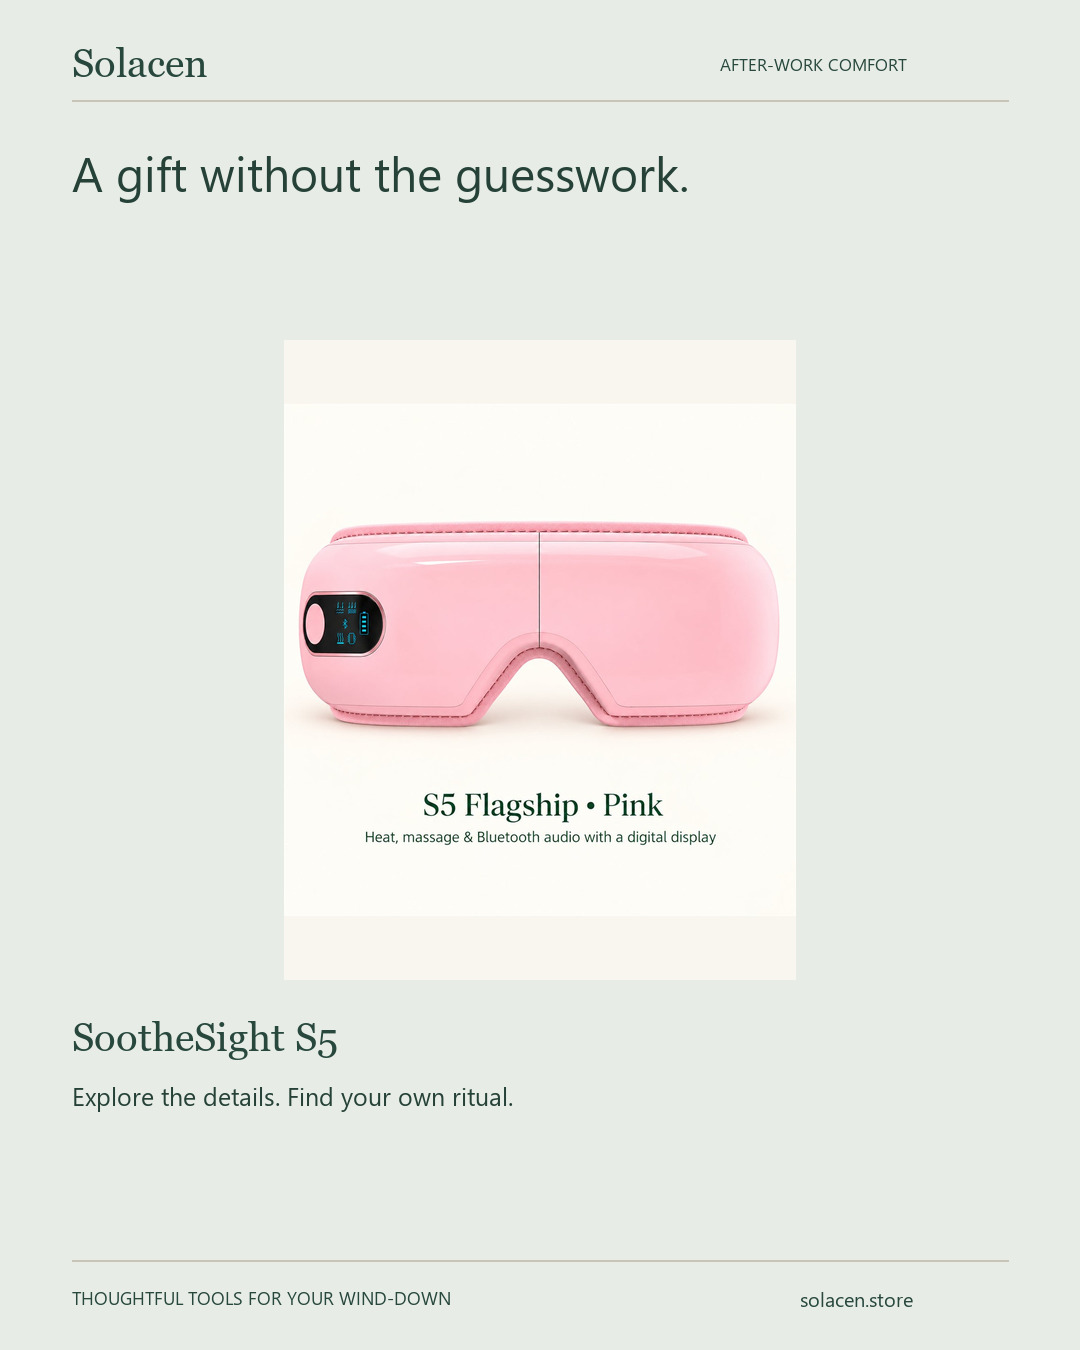 Solacen
AFTER-WORK COMFORT
A gift without the guesswork.
S5 Flagship • Pink
Heat, massage & Bluetooth audio with a digital display
SootheSight S5
Explore the details. Find your own ritual.
THOUGHTFUL TOOLS FOR YOUR WIND-DOWN
solacen.store